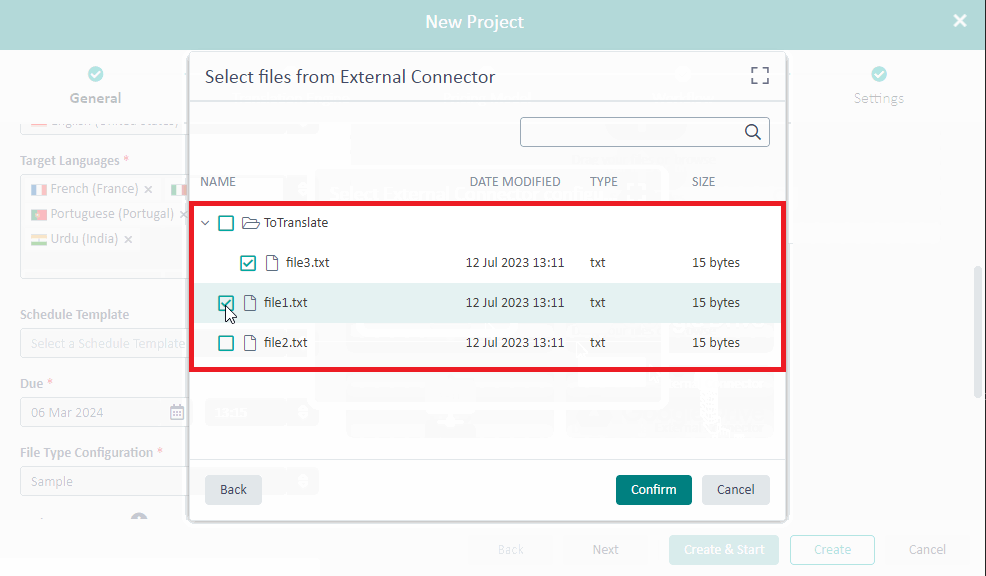 New Project
Select files from External Connector
General
Settings
English (United States)
Target Languages *
French (France)
Portuguese (Portugal)
Urdu (India)
NAME DATE MODIFIED TYPE SIZE
ToTranslate
file3.txt 12 Jul 2023 13:11 txt 15 bytes
file1.txt 12 Jul 2023 13:11 txt 15 bytes
file2.txt 12 Jul 2023 13:11 txt 15 bytes
Schedule Template
Select a Schedule Template
Due *
06 Mar 2024
File Type Configuration *
Sample
Back Confirm Cancel
Back Next Create & Start Create Cancel